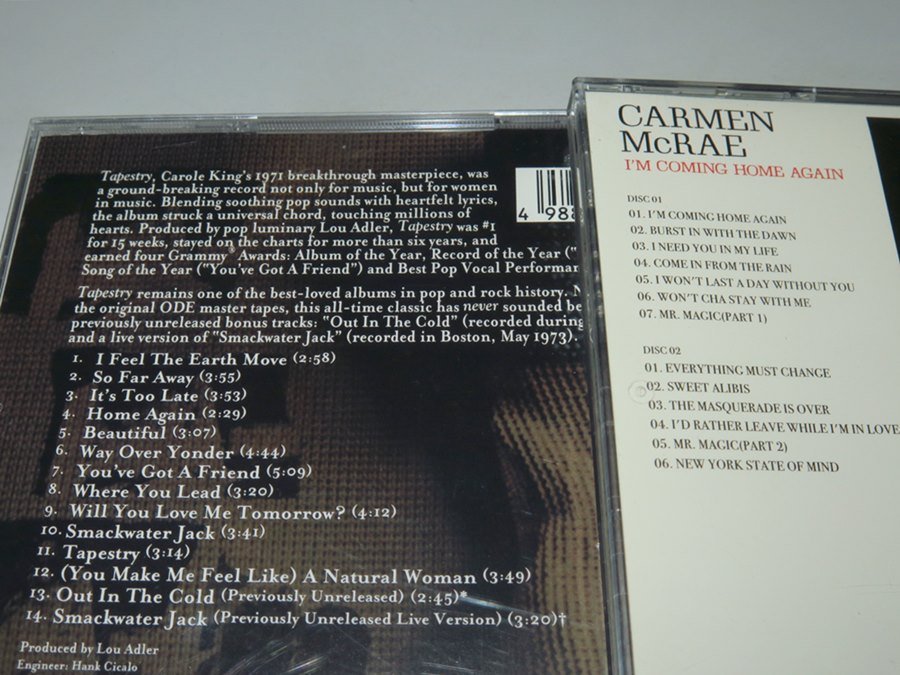 Tapestry, Carole King's 1971 breakthrough masterpiece, was
a ground-breaking record not only for music, but for women
in music. Blending soothing pop sounds with heartfelt lyrics,
the album struck a universal chord, touching millions of
hearts. Produced by pop luminary Lou Adler, Tapestry was #1
for 15 weeks, stayed on the charts for more than six years, and
earned four Grammy® Awards: Album of the Year, Record of the Year ("
Song of the Year ("You've Got A Friend") and Best Pop Vocal
Tapestry remains one of the best-loved albums in pop and rock history.
the original ODE master tapes, this all-time classic has never sounded
previously unreleased bonus tracks: "Out In The Cold" (recorded during
and a live version of "Smackwater Jack" (recorded in Boston, May 1973).
1. I Feel The Earth Move (2:58)
2. So Far Away (3:55)
3. It's Too Late (3:53)
4. Home Again (2:29)
5. Beautiful (3:07)
6. Way Over Yonder (4:44)
7. You've Got A Friend (5:09)
8. Where You Lead (3:20)
9. Will You Love Me Tomorrow? (4:12)
10. Smackwater Jack (3:41)
11. Tapestry (3:14)
12. (You Make Me Feel Like) A Natural Woman (3:49)
13. Out In The Cold (Previously Unreleased) (2:45)*
14. Smackwater Jack (Previously Unreleased Live Version) (3:20)†
Produced by Lou Adler
Engineer: Hank Cicalo
4 988
CARMEN
McRAE
I'M COMING HOME AGAIN
DISC 01
01. I'M COMING HOME AGAIN
02. BURST IN WITH THE DAWN
03. I NEED YOU IN MY LIFE
04. COME IN FROM THE RAIN
05. I WON'T LAST A DAY WITHOUT YOU
06. WON'T CHA STAY WITH ME
07. MR. MAGIC(PART 1)
DISC 02
01. EVERYTHING MUST CHANGE
02. SWEET ALIBIS
03. THE MASQUERADE IS OVER
04. I'D RATHER LEAVE WHILE I'M IN LOVE
05. MR. MAGIC(PART 2)
06. NEW YORK STATE OF MIND